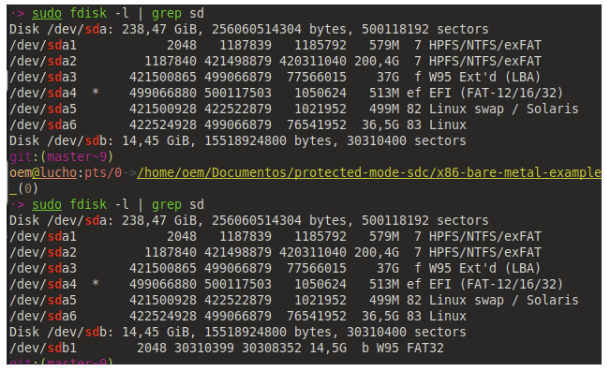 -> sudo fdisk -l | grep sd
Disk /dev/sda: 238,47 GiB, 256060514304 bytes, 500118192 sectors
/dev/sda1 2048 1187839 1185792 579M 7 HPFS/NTFS/exFAT
/dev/sda2 1187840 421498879 420311040 200,4G 7 HPFS/NTFS/exFAT
/dev/sda3 421500865 499066879 77566015 37G f W95 Ext'd (LBA)
/dev/sda4 * 499066880 500117503 1050624 513M ef EFI (FAT-12/16/32)
/dev/sda5 421500928 422522879 1021952 499M 82 Linux swap / Solaris
/dev/sda6 422524928 499066879 76541952 36,5G 83 Linux
Disk /dev/sdb: 14,45 GiB, 15518924800 bytes, 30310400 sectors
git:(master~9)
oem@lucho:pts/0->/home/oem/Documentos/protected-mode-sdc/x86-bare-metal-example
_(0)
-> sudo fdisk -l | grep sd
Disk /dev/sda: 238,47 GiB, 256060514304 bytes, 500118192 sectors
/dev/sda1 2048 1187839 1185792 579M 7 HPFS/NTFS/exFAT
/dev/sda2 1187840 421498879 420311040 200,4G 7 HPFS/NTFS/exFAT
/dev/sda3 421500865 499066879 77566015 37G f W95 Ext'd (LBA)
/dev/sda4 * 499066880 500117503 1050624 513M ef EFI (FAT-12/16/32)
/dev/sda5 421500928 422522879 1021952 499M 82 Linux swap / Solaris
/dev/sda6 422524928 499066879 76541952 36,5G 83 Linux
Disk /dev/sdb: 14,45 GiB, 15518924800 bytes, 30310400 sectors
/dev/sdb1 2048 30310399 30308352 14,5G b W95 FAT32
git:(master~9)